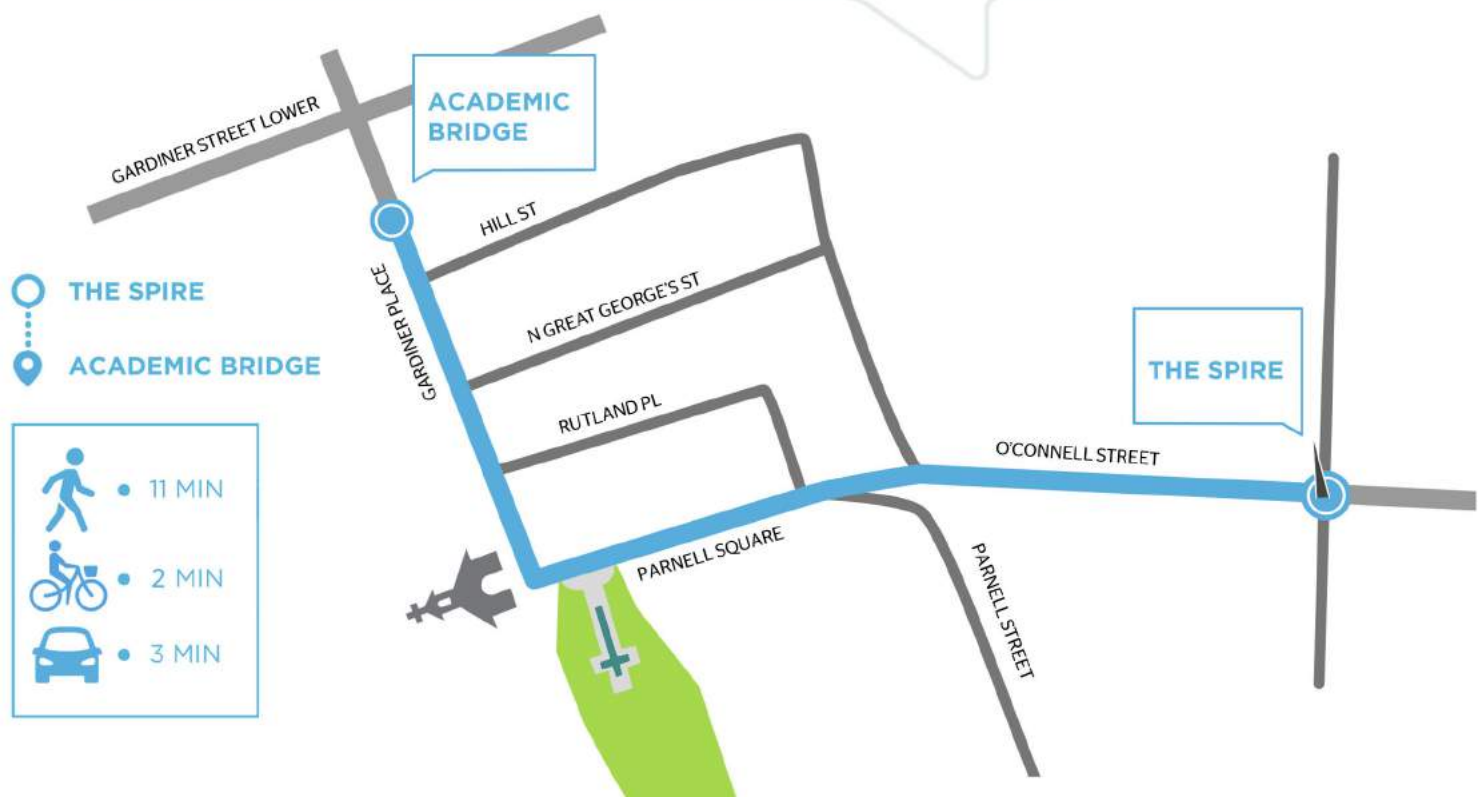 GARDINER STREET LOWER
ACADEMIC
BRIDGE
HILL ST
THE SPIRE
GARDINER PLACE
N GREAT GEORGE'S ST
ACADEMIC BRIDGE
THE SPIRE
RUTLAND PL
O'CONNELL STREET
11 MIN
PARNELL SQUARE
2 MIN
PARNELL STREET
3 MIN